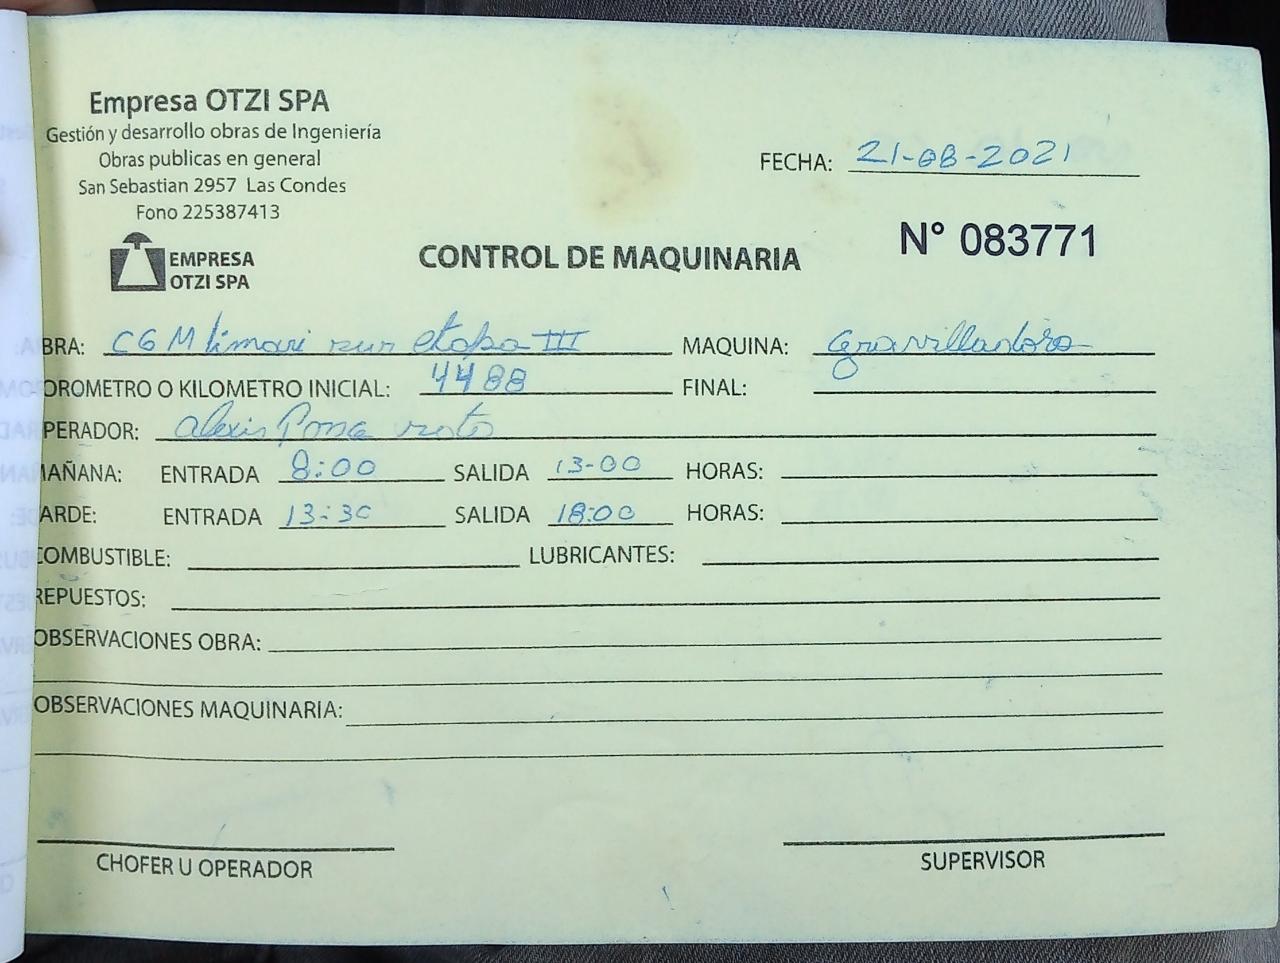 Empresa OTZI SPA
Gestión y desarrollo obras de Ingeniería
Obras publicas en general
San Sebastian 2957 Las Condes
Fono 225387413
EMPRESA
OTZI SPA
FECHA: 21-08-2021
CONTROL DE MAQUINARIA
N° 083771
BRA: CGM limari sur etapa III MAQUINA: gravilladora
OROMETRO O KILOMETRO INICIAL: 4488 FINAL:
PERADOR: alexis
MAÑANA: ENTRADA 8:00 SALIDA 13-00 HORAS:
ARDE: ENTRADA 13:30 SALIDA 18:00 HORAS:
COMBUSTIBLE: LUBRICANTES:
REPUESTOS:
OBSERVACIONES OBRA:
OBSERVACIONES MAQUINARIA:
CHOFER U OPERADOR SUPERVISOR